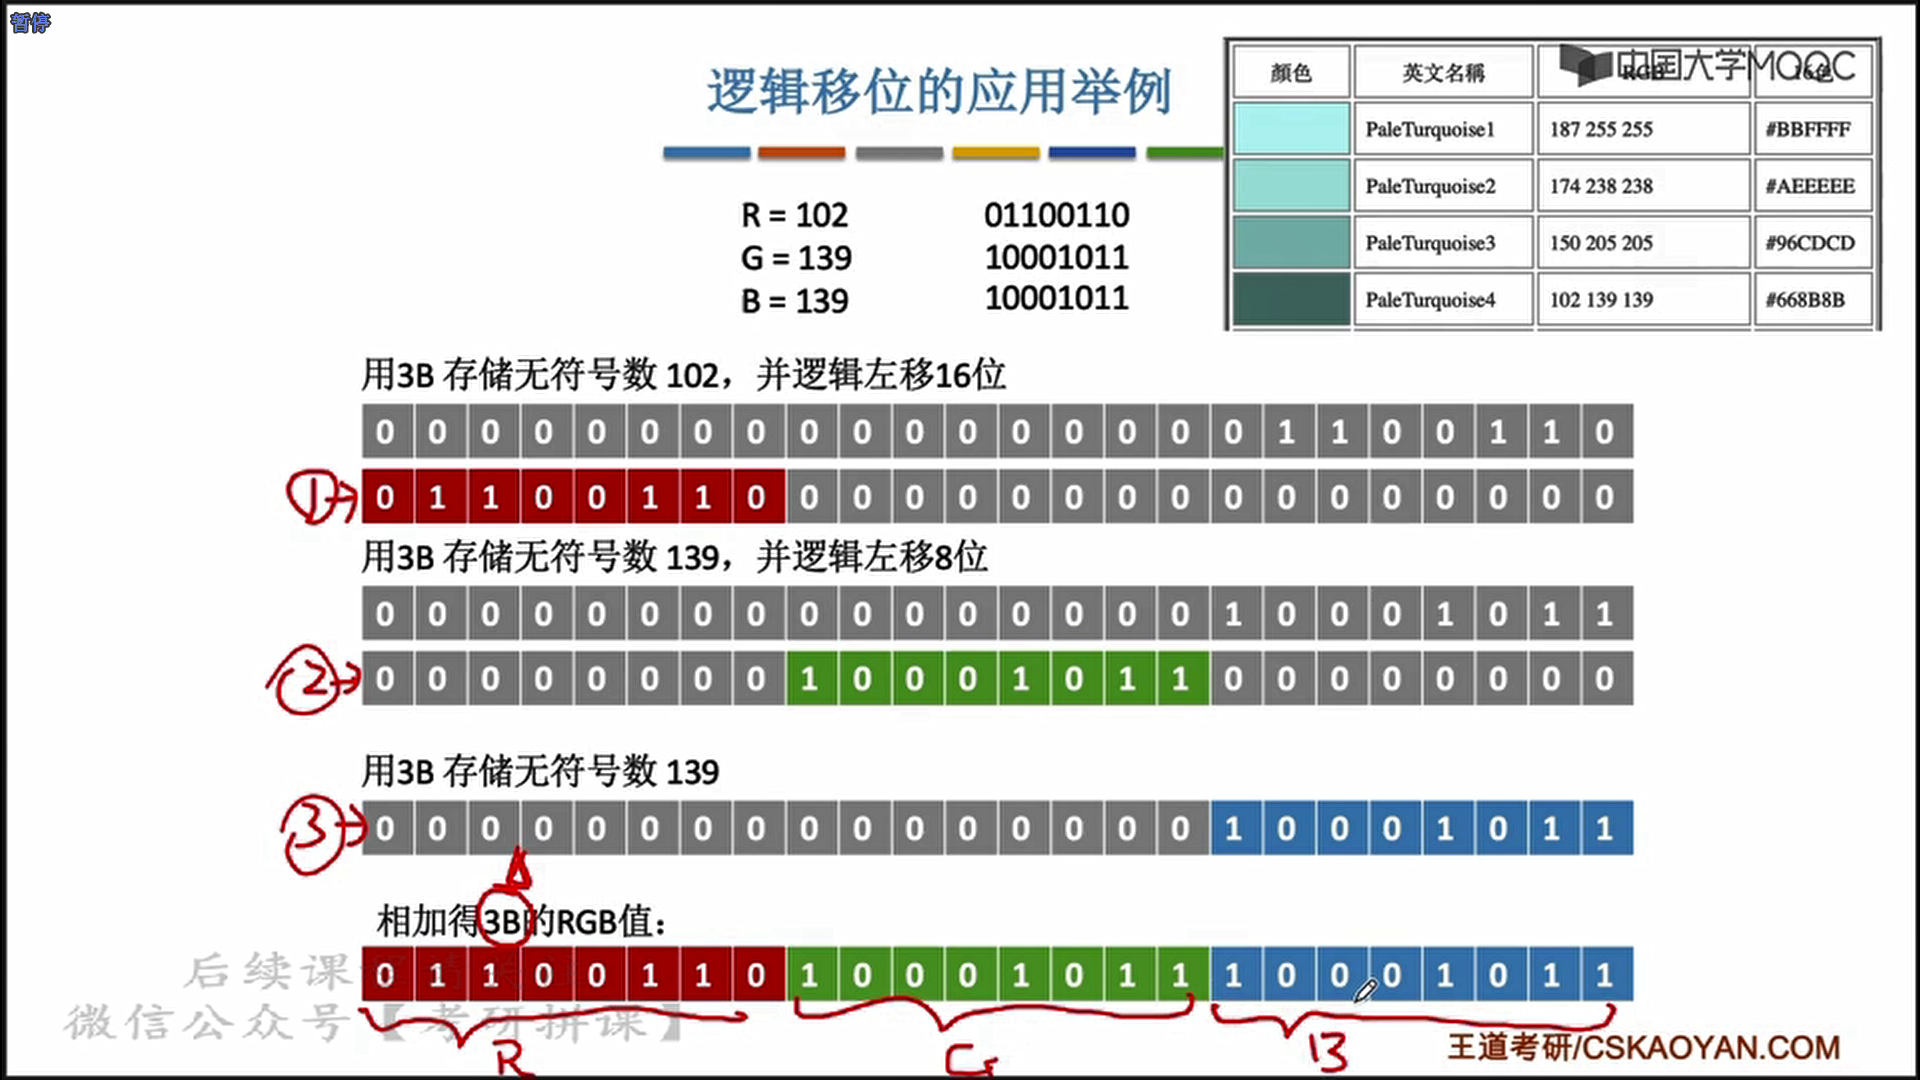 暂停
逻辑移位的应用举例
中国大学MOOC
顏色 英文名稱
PaleTurquoise1 187 255 255 #BBFFFF
PaleTurquoise2 174 238 238 #AEEEEE
PaleTurquoise3 150 205 205 #96CDCD
PaleTurquoise4 102 139 139 #668B8B
R = 102 01100110
G = 139 10001011
B = 139 10001011
用3B 存储无符号数 102，并逻辑左移16位
0 0 0 0 0 0 0 0 0 0 0 0 0 0 0 0 0 1 1 0 0 1 1 0
① 0 1 1 0 0 1 1 0 0 0 0 0 0 0 0 0 0 0 0 0 0 0 0 0
用3B 存储无符号数 139，并逻辑左移8位
0 0 0 0 0 0 0 0 0 0 0 0 0 0 0 0 1 0 0 0 1 0 1 1
② 0 0 0 0 0 0 0 0 1 0 0 0 1 0 1 1 0 0 0 0 0 0 0 0
用3B 存储无符号数 139
③ 0 0 0 0 0 0 0 0 0 0 0 0 0 0 0 0 1 0 0 0 1 0 1 1
相加得3B的RGB值：
0 1 1 0 0 1 1 0 1 0 0 0 1 0 1 1 1 0 0 0 1 0 1 1
后续课
微信公众号【考研拼课】
R G B
王道考研/CSKAOYAN.COM